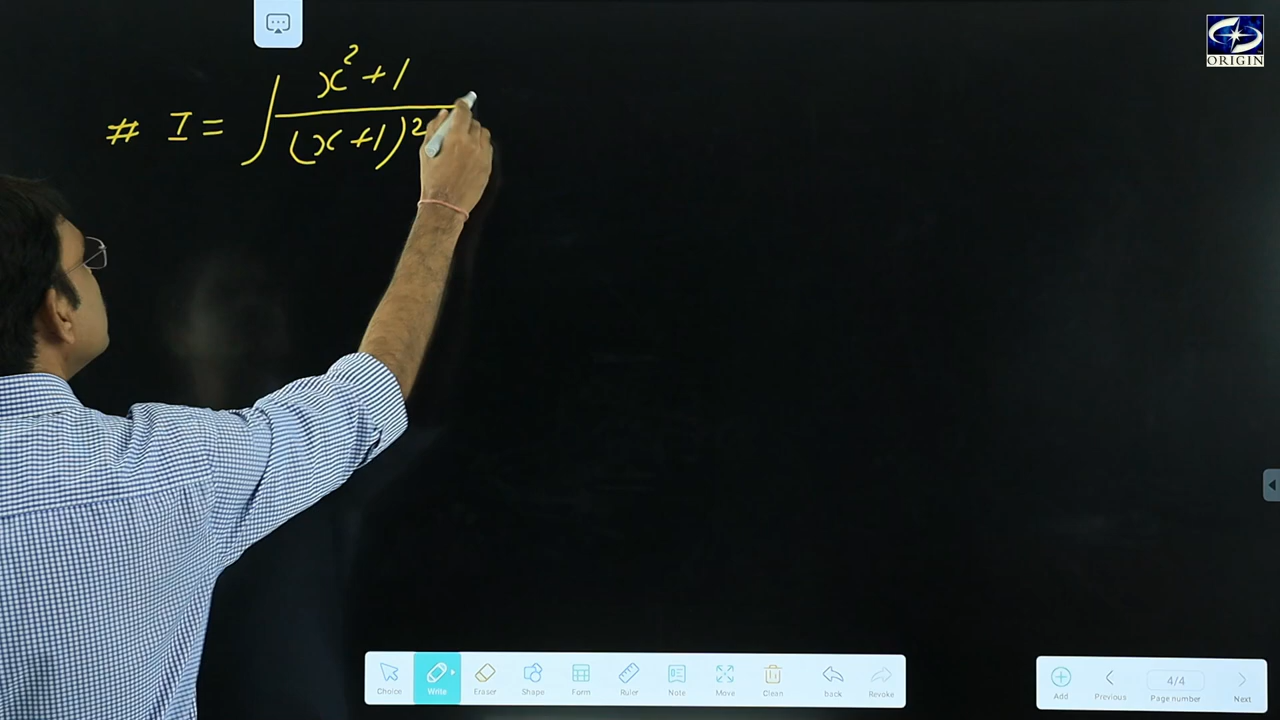 ORIGIN
# I = ∫ x² + 1 / (x + 1)²
Choice Write Eraser Shape Form Ruler Note Move Clean back Revoke
Add Previous 4/4 Page number Next